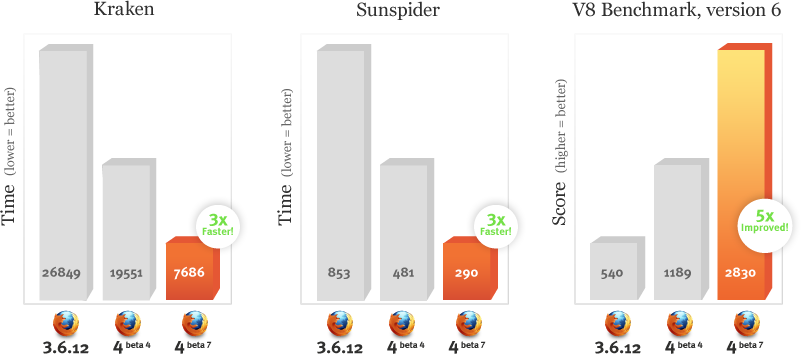 Kraken
Time (lower = better)
26849
19551
7686
3x
Faster!
3.6.12
4 beta 4
4 beta 7
Sunspider
Time (lower = better)
853
481
290
3x
Faster!
3.6.12
4 beta 4
4 beta 7
V8 Benchmark, version 6
Score (higher = better)
540
1189
2830
5x
Improved!
3.6.12
4 beta 4
4 beta 7